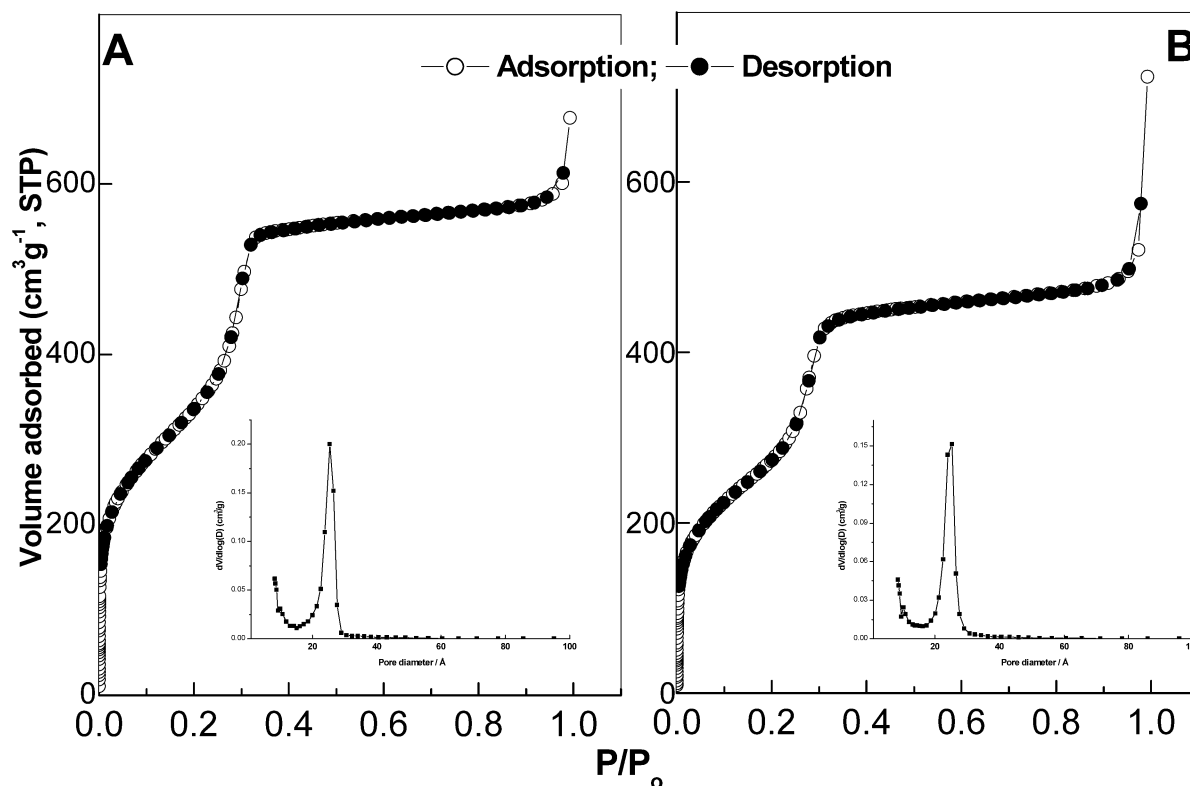 A
B
Adsorption; Desorption
Volume adsorbed (cm³g⁻¹, STP)
600
400
200
0
0.0 0.2 0.4 0.6 0.8 1.0
dV/dlog(D) (cm³/g)
0.20
0.15
0.10
0.05
0.00
20 40 60 80 100
Pore diameter / Å
600
400
200
0
0.0 0.2 0.4 0.6 0.8 1.0
dV/dlog(D) (cm³/g)
0.15
0.12
0.09
0.06
0.03
0.00
20 40 60 80
Pore diameter / Å
P/Pₒ